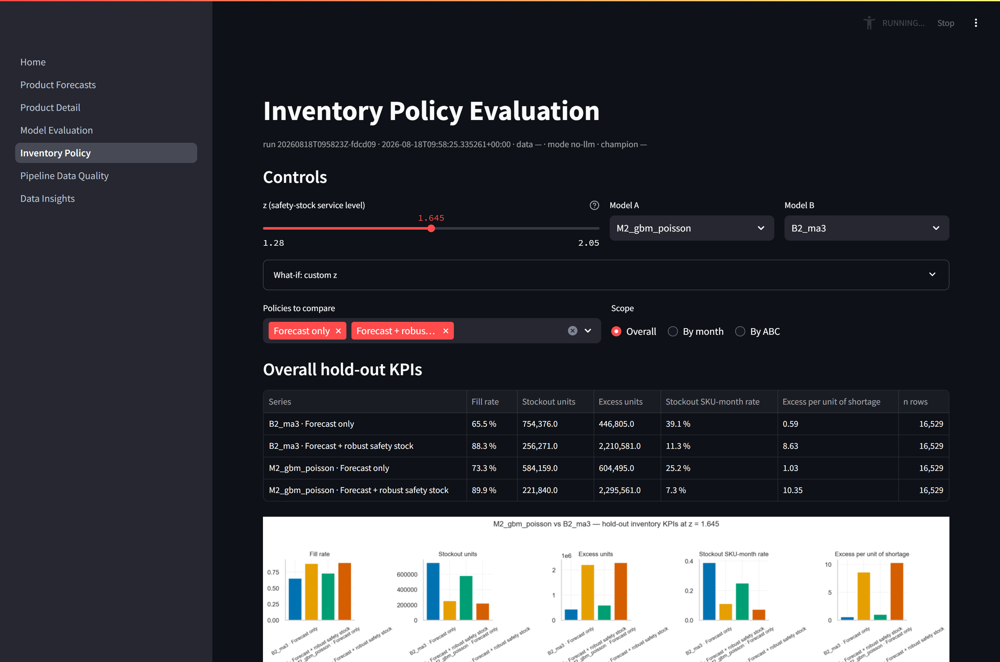 RUNNING... Stop
Home
Product Forecasts
Product Detail
Model Evaluation
Inventory Policy
Pipeline Data Quality
Data Insights
Inventory Policy Evaluation
run 20260818T095823Z-fdcd09 · 2026-08-18T09:58:25.335261+00:00 · data — · mode no-llm · champion —
Controls
z (safety-stock service level)
1.645
1.28 2.05
Model A
M2_gbm_poisson
Model B
B2_ma3
What-if: custom z
Policies to compare
Forecast only Forecast + robus...
Scope
Overall By month By ABC
Overall hold-out KPIs
Series Fill rate Stockout units Excess units Stockout SKU-month rate Excess per unit of shortage n rows
B2_ma3 · Forecast only 65.5 % 754,376.0 446,805.0 39.1 % 0.59 16,529
B2_ma3 · Forecast + robust safety stock 88.3 % 256,271.0 2,210,581.0 11.3 % 8.63 16,529
M2_gbm_poisson · Forecast only 73.3 % 584,159.0 604,495.0 25.2 % 1.03 16,529
M2_gbm_poisson · Forecast + robust safety stock 89.9 % 221,840.0 2,295,561.0 7.3 % 10.35 16,529
M2_gbm_poisson vs B2_ma3 — hold-out inventory KPIs at z = 1.645
Fill rate
0.75
0.50
0.25
0.00
B2_ma3 · Forecast only
· Forecast + robust safety stock
M2_gbm_poisson · Forecast only
· Forecast + robust safety stock
Stockout units
600000
400000
200000
0
B2_ma3 · Forecast only
· Forecast + robust safety stock
M2_gbm_poisson · Forecast only
· Forecast + robust safety stock
1e6 Excess units
2
1
0
B2_ma3 · Forecast only
· Forecast + robust safety stock
M2_gbm_poisson · Forecast only
· Forecast + robust safety stock
Stockout SKU-month rate
0.4
0.2
0.0
B2_ma3 · Forecast only
· Forecast + robust safety stock
M2_gbm_poisson · Forecast only
· Forecast + robust safety stock
Excess per unit of shortage
10
5
0
B2_ma3 · Forecast only
· Forecast + robust safety stock
M2_gbm_poisson · Forecast only
· Forecast + robust safety stock